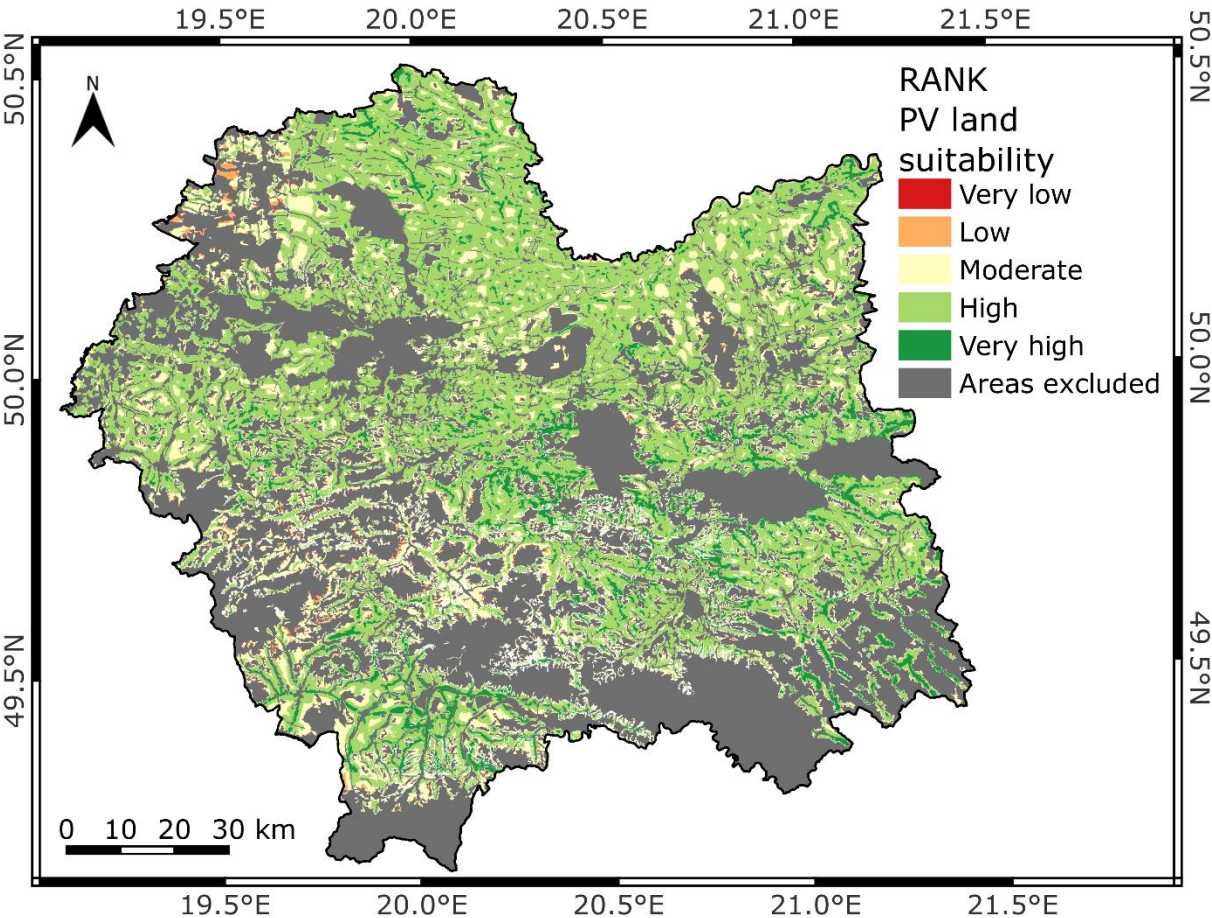 19.5°E 20.0°E 20.5°E 21.0°E 21.5°E
50.5°N
50.5°N
N
RANK
PV land
suitability
Very low
Low
Moderate
High
Very high
Areas excluded
50.0°N
50.0°N
49.5°N
49.5°N
0 10 20 30 km
19.5°E 20.0°E 20.5°E 21.0°E 21.5°E